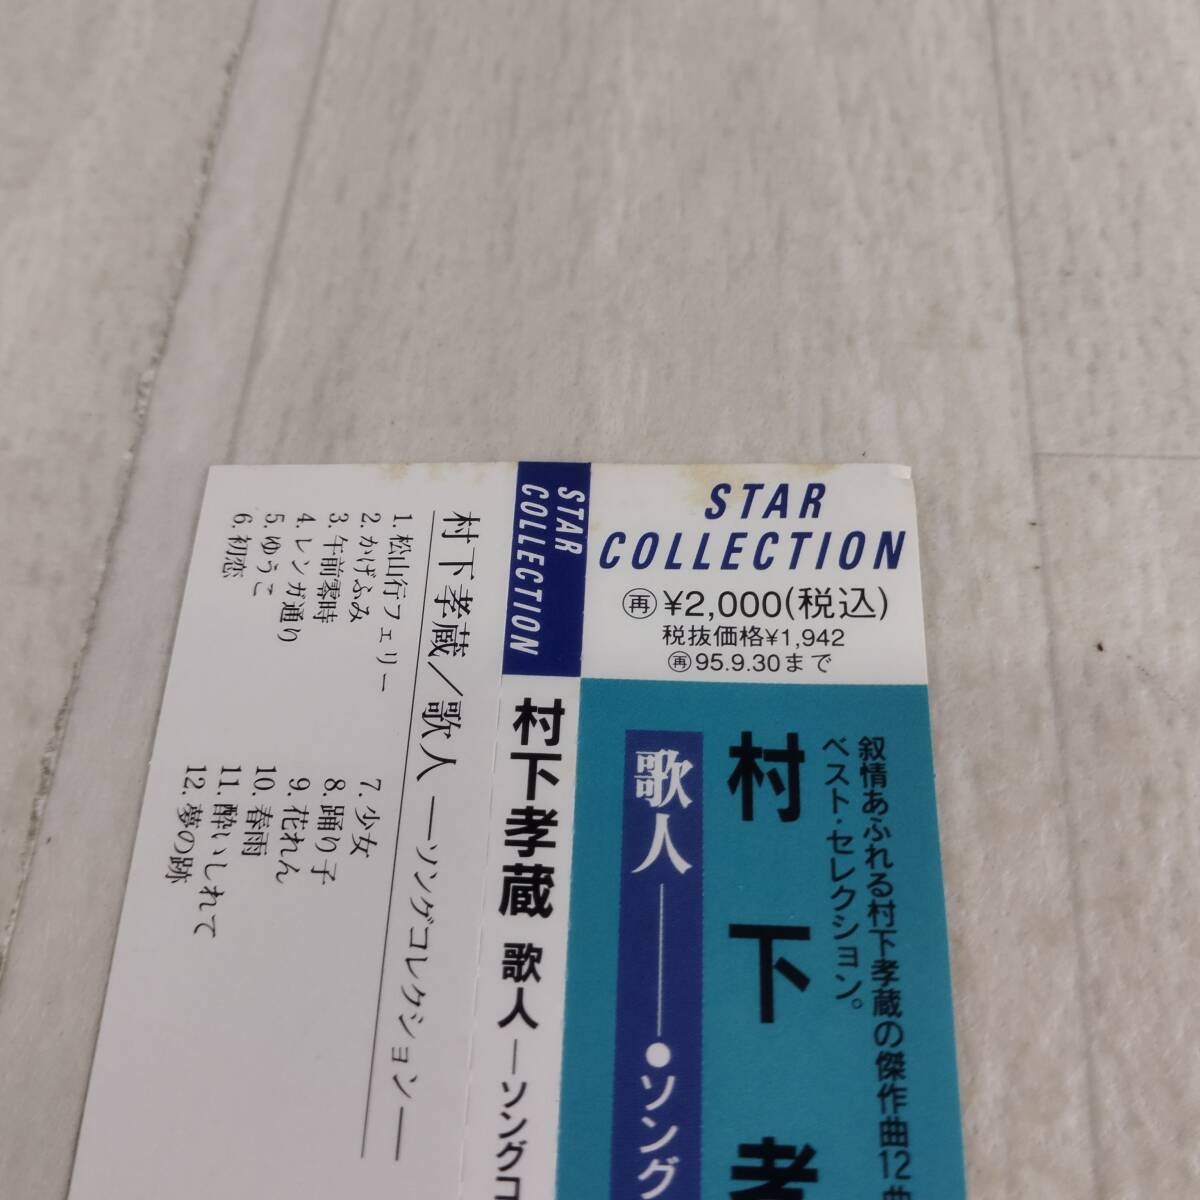 STAR
COLLECTION
再¥2,000(税込)
税抜価格¥1,942
再95.9.30まで
叙情あふれる村下孝蔵の傑作曲12曲
ベスト・セレクション。
村下孝
歌人——●ソング
STAR
COLLECTION
村下孝蔵 歌人—ソングコ
村下孝蔵/歌人—ソングコレクション—
1.松山行フェリー
2.かげふみ
3.午前零時
4.レンガ通り
5.ゆうこ
6.初恋
7.少女
8.踊り子
9.花れん
10.春雨
11.酔いしれて
12.夢の跡